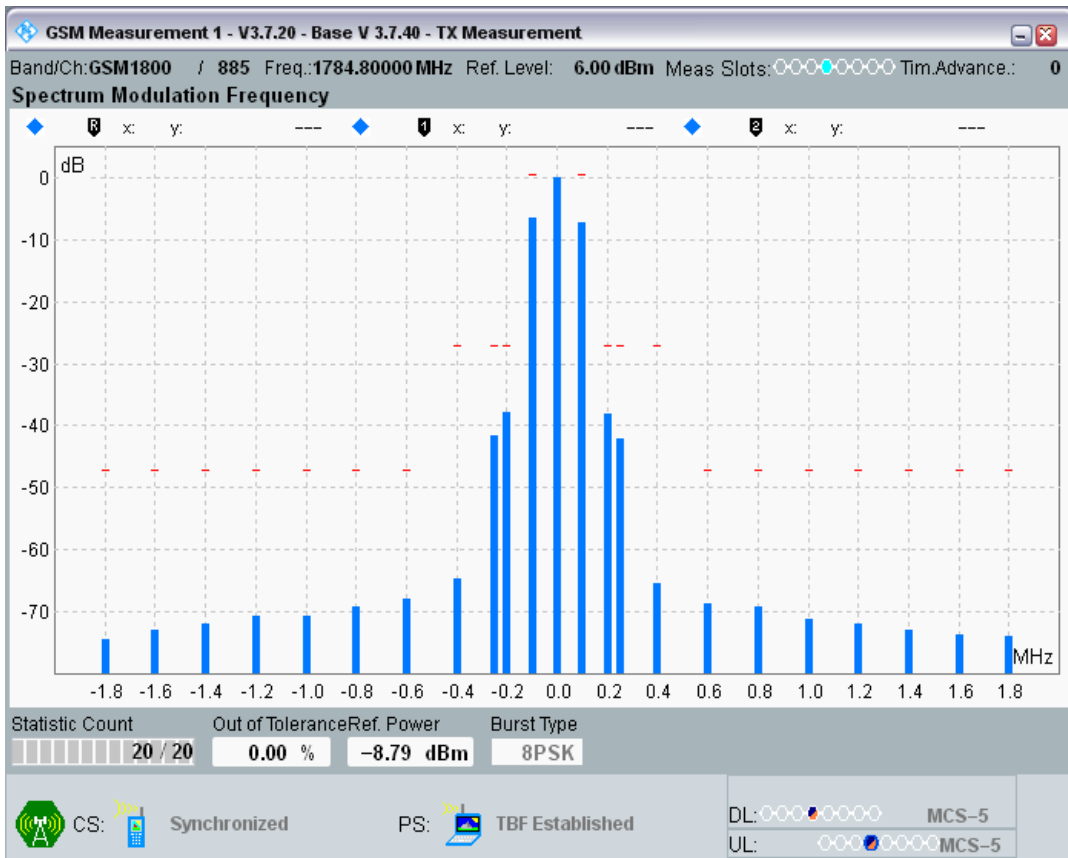 GSM Measurement 1 - V3.7.20 - Base V 3.7.40 - TX Measurement
Band/Ch:GSM1800 / 885 Freq.:1784.80000 MHz Ref. Level: 6.00 dBm Meas Slots: Tim.Advance.: 0
Spectrum Modulation Frequency
R x: y: --- 1 x: y: --- 2 x: y: ---
dB
0
-10
-20
-30
-40
-50
-60
-70
MHz
-1.8 -1.6 -1.4 -1.2 -1.0 -0.8 -0.6 -0.4 -0.2 0.0 0.2 0.4 0.6 0.8 1.0 1.2 1.4 1.6 1.8
Statistic Count Out of Tolerance Ref. Power Burst Type
20 / 20 0.00 % -8.79 dBm 8PSK
CS: Synchronized PS: TBF Established DL: MCS-5
UL: MCS-5